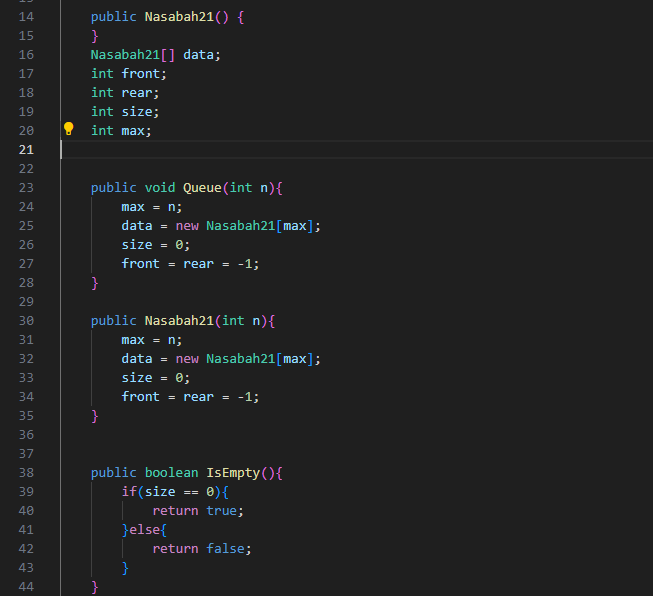 14 public Nasabah21() {
15 }
16 Nasabah21[] data;
17 int front;
18 int rear;
19 int size;
20 int max;
21
22
23 public void Queue(int n){
24 max = n;
25 data = new Nasabah21[max];
26 size = 0;
27 front = rear = -1;
28 }
29
30 public Nasabah21(int n){
31 max = n;
32 data = new Nasabah21[max];
33 size = 0;
34 front = rear = -1;
35 }
36
37
38 public boolean IsEmpty(){
39 if(size == 0){
40 return true;
41 }else{
42 return false;
43 }
44 }